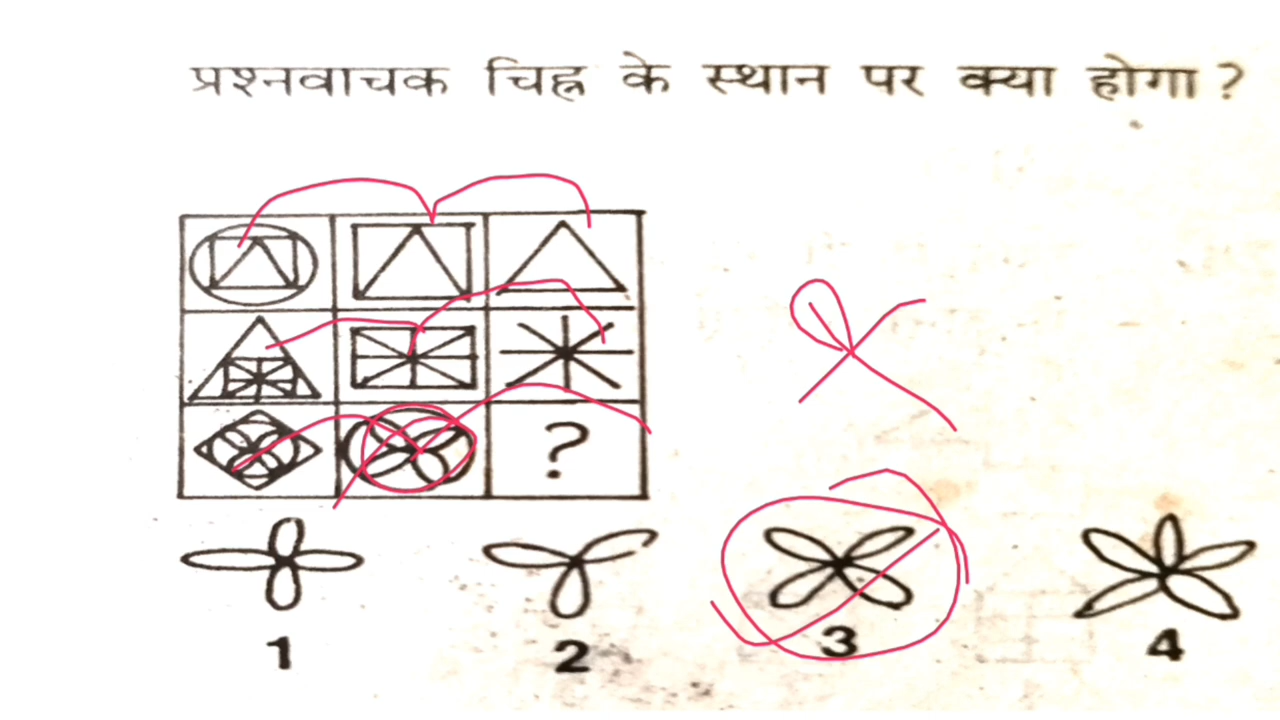 प्रश्नवाचक चिह्न के स्थान पर क्या होगा ?
?
1 2 3 4